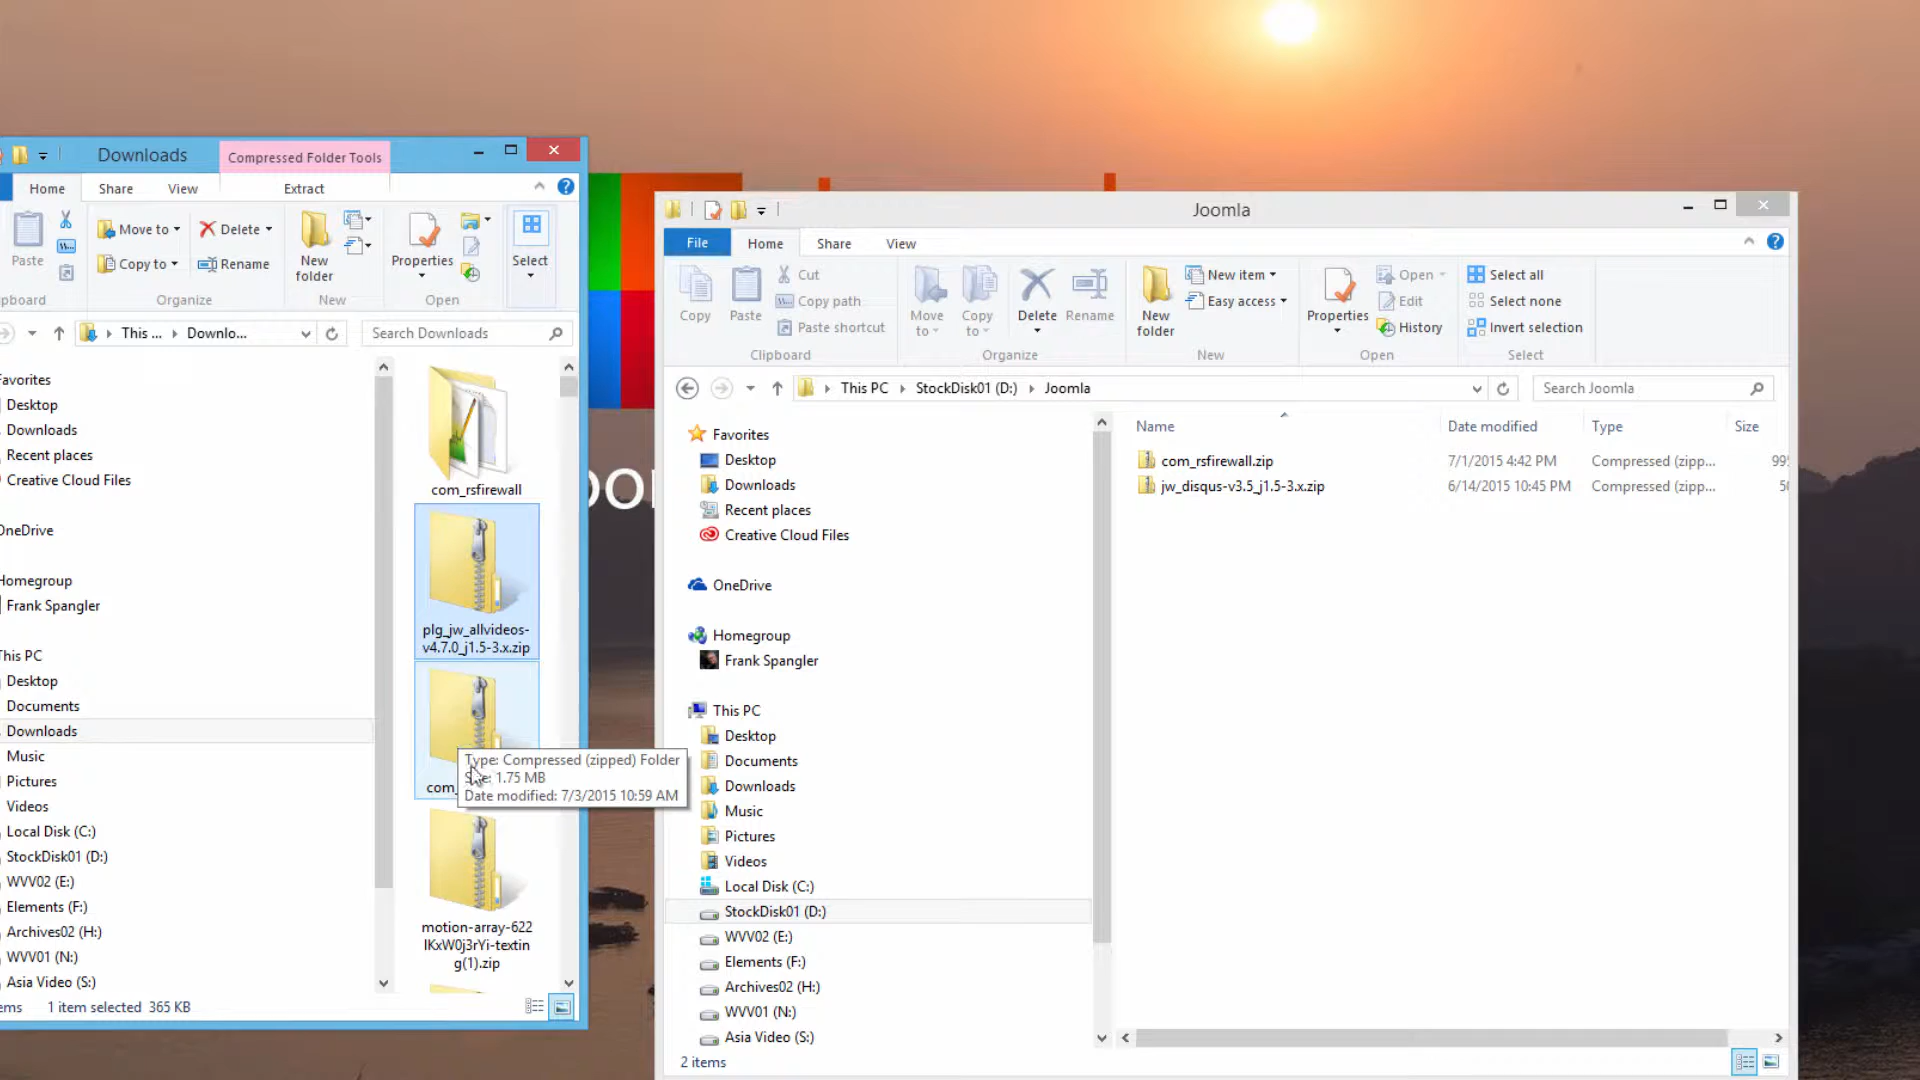 Downloads
Compressed Folder Tools
Home
Share
View
Extract
Paste
Move to
Copy to
Delete
Rename
New
folder
Properties
Select
pboard
Organize
New
Open
This ...
Downlo...
Search Downloads
avorites
Desktop
Downloads
Recent places
Creative Cloud Files
OneDrive
Homegroup
Frank Spangler
his PC
Desktop
Documents
Downloads
Music
Pictures
Videos
Local Disk (C:)
StockDisk01 (D:)
WVV02 (E:)
Elements (F:)
Archives02 (H:)
WVV01 (N:)
Asia Video (S:)
com_rsfirewall
plg_jw_allvideos-
v4.7.0_j1.5-3.x.zip
com_
Type: Compressed (zipped) Folder
Size: 1.75 MB
Date modified: 7/3/2015 10:59 AM
motion-array-622
IKxW0j3rYi-textin
g(1).zip
ems
1 item selected 365 KB
oo
Joomla
File
Home
Share
View
Copy
Paste
Cut
Copy path
Paste shortcut
Clipboard
Move
to
Copy
to
Delete
Rename
Organize
New
folder
New item
Easy access
New
Properties
Open
Edit
History
Open
Select all
Select none
Invert selection
Select
This PC
StockDisk01 (D:)
Joomla
Search Joomla
Favorites
Desktop
Downloads
Recent places
Creative Cloud Files
OneDrive
Homegroup
Frank Spangler
This PC
Desktop
Documents
Downloads
Music
Pictures
Videos
Local Disk (C:)
StockDisk01 (D:)
WVV02 (E:)
Elements (F:)
Archives02 (H:)
WVV01 (N:)
Asia Video (S:)
Name
Date modified
Type
Size
com_rsfirewall.zip
7/1/2015 4:42 PM
Compressed (zipp...
99
jw_disqus-v3.5_j1.5-3.x.zip
6/14/2015 10:45 PM
Compressed (zipp...
50
2 items